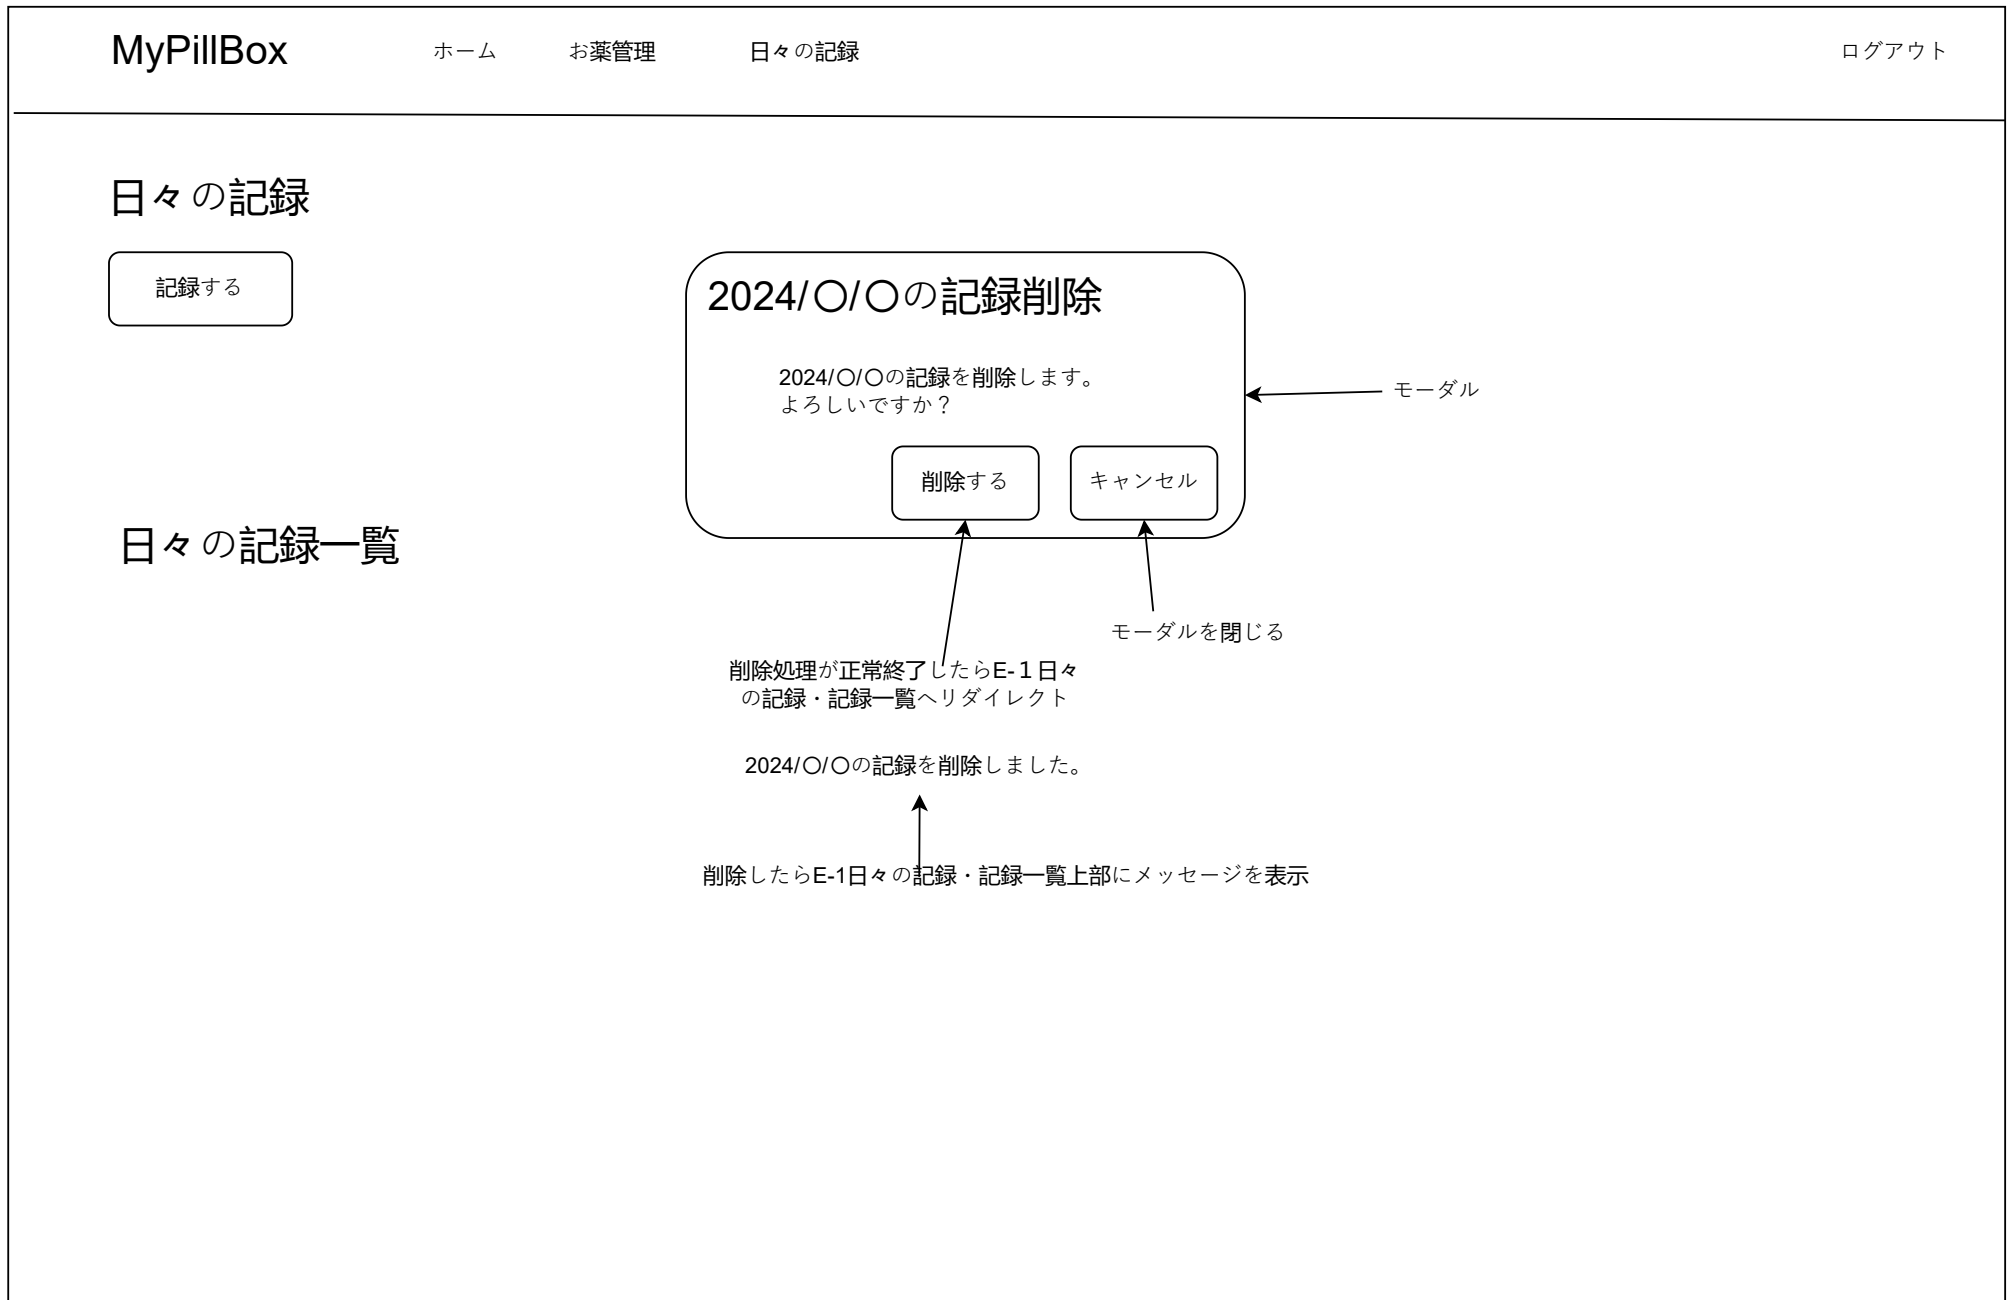 MyPillBox
ホーム
お薬管理
日々の記録
ログアウト
日々の記録
記録する
2024/〇/〇の記録削除
2024/〇/〇の記録を削除します。
よろしいですか？
モーダル
削除する
キャンセル
日々の記録一覧
モーダルを閉じる
削除処理が正常終了したらE-１日々
の記録・記録一覧へリダイレクト
2024/〇/〇の記録を削除しました。
削除したらE-1日々の記録・記録一覧上部にメッセージを表示